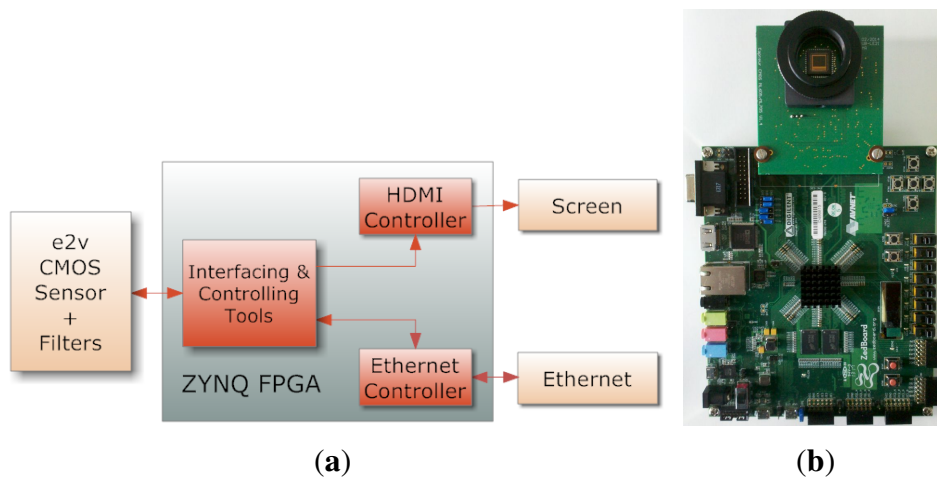 e2v
CMOS
Sensor
+
Filters
Interfacing &
Controlling
Tools
HDMI
Controller
Ethernet
Controller
ZYNQ FPGA
Screen
Ethernet
AVNET
ZedBoard
(a)
(b)